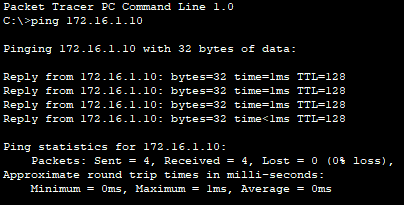 Packet Tracer PC Command Line 1.0
C:\>ping 172.16.1.10
Pinging 172.16.1.10 with 32 bytes of data:
Reply from 172.16.1.10: bytes=32 time=1ms TTL=128
Reply from 172.16.1.10: bytes=32 time=1ms TTL=128
Reply from 172.16.1.10: bytes=32 time=1ms TTL=128
Reply from 172.16.1.10: bytes=32 time<1ms TTL=128
Ping statistics for 172.16.1.10:
Packets: Sent = 4, Received = 4, Lost = 0 (0% loss),
Approximate round trip times in milli-seconds:
Minimum = 0ms, Maximum = 1ms, Average = 0ms